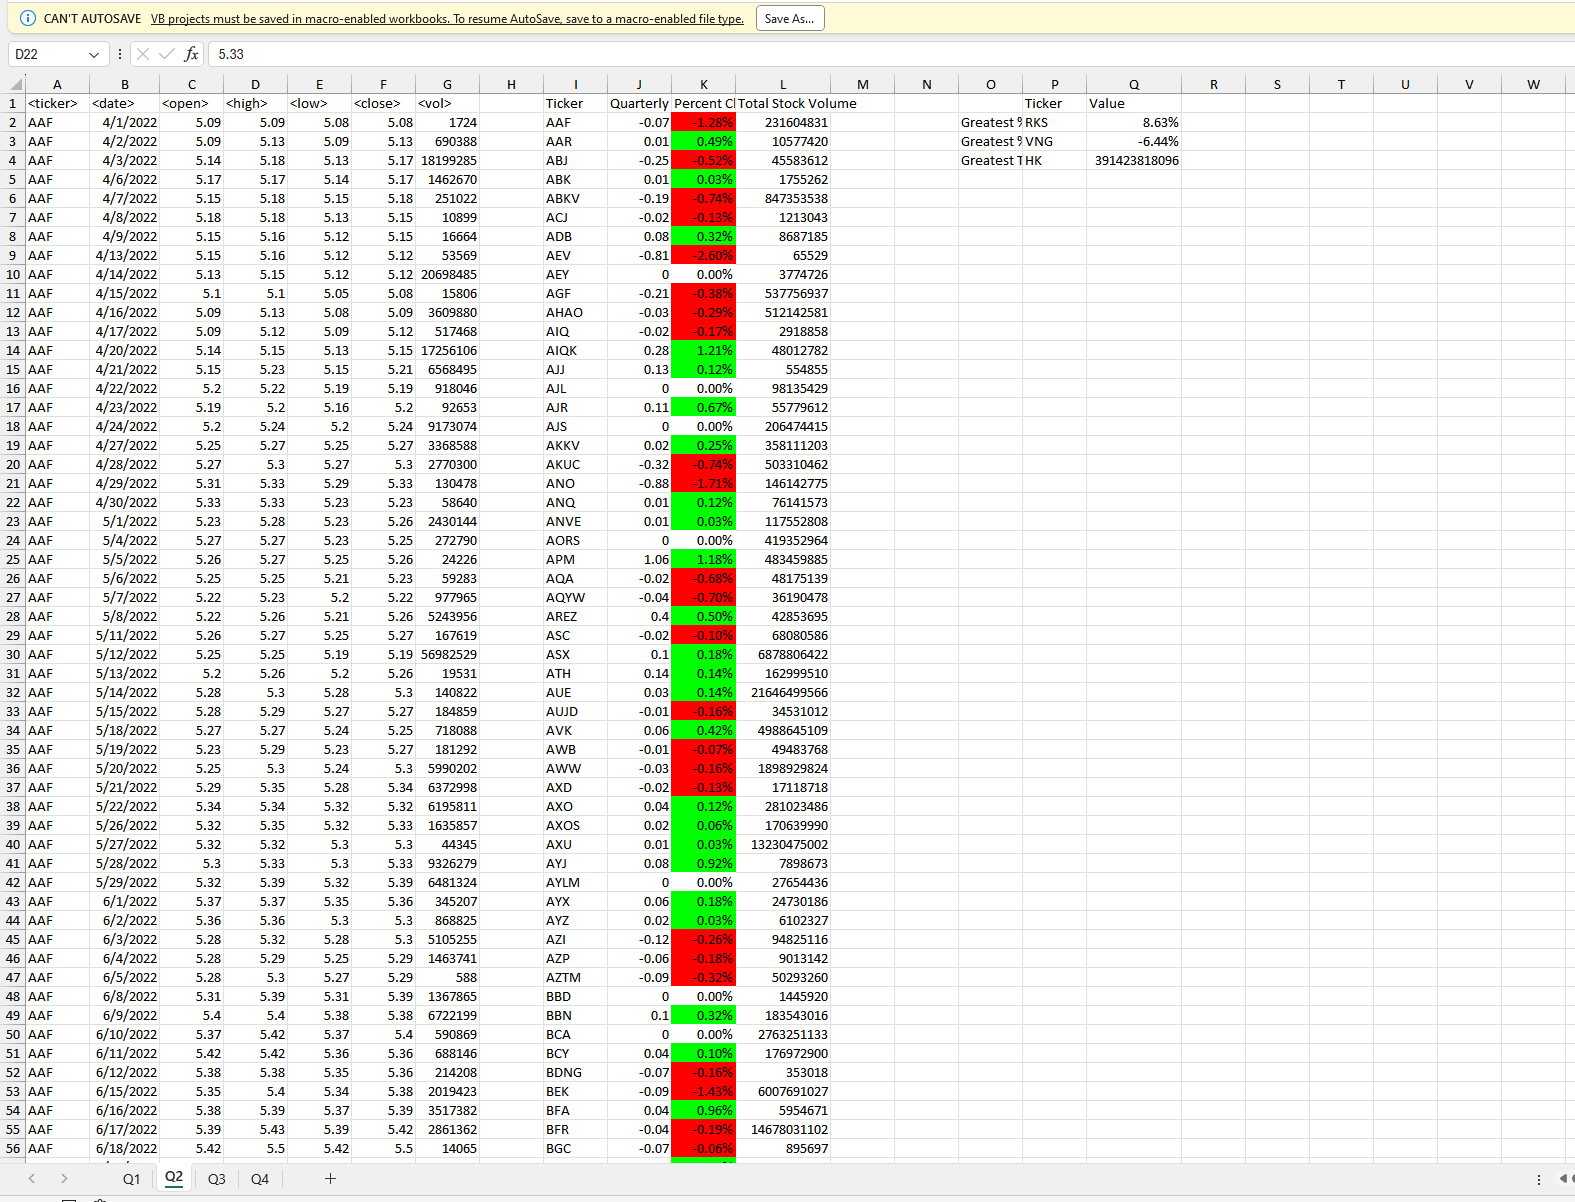 CAN'T AUTOSAVE VB projects must be saved in macro-enabled workbooks. To resume AutoSave, save to a macro-enabled file type. Save As...
D22 fx 5.33
A B C D E F G H I J K L M N O P Q R S T U V W
1 <ticker> <date> <open> <high> <low> <close> <vol> Ticker Quarterly Percent Cl Total Stock Volume Ticker Value
2 AAF 4/1/2022 5.09 5.09 5.08 5.08 1724 AAF -0.07 -1.28% 231604831 Greatest % RKS 8.63%
3 AAF 4/2/2022 5.09 5.13 5.09 5.13 690388 AAR 0.01 0.49% 10577420 Greatest % VNG -6.44%
4 AAF 4/3/2022 5.14 5.18 5.13 5.17 18199285 ABJ -0.25 -0.52% 45583612 Greatest T HK 391423818096
5 AAF 4/6/2022 5.17 5.17 5.14 5.17 1462670 ABK 0.01 0.03% 1755262
6 AAF 4/7/2022 5.15 5.18 5.15 5.18 251022 ABKV -0.19 -0.74% 847353538
7 AAF 4/8/2022 5.18 5.18 5.13 5.15 10899 ACJ -0.02 -0.13% 1213043
8 AAF 4/9/2022 5.15 5.16 5.12 5.15 16664 ADB 0.08 0.32% 8687185
9 AAF 4/13/2022 5.15 5.16 5.12 5.12 53569 AEV -0.81 -2.60% 65529
10 AAF 4/14/2022 5.13 5.15 5.12 5.12 20698485 AEY 0 0.00% 3774726
11 AAF 4/15/2022 5.1 5.1 5.05 5.08 15806 AGF -0.21 -0.38% 537756937
12 AAF 4/16/2022 5.09 5.13 5.08 5.09 3609880 AHAO -0.03 -0.29% 512142581
13 AAF 4/17/2022 5.09 5.12 5.09 5.12 517468 AIQ -0.02 -0.17% 2918858
14 AAF 4/20/2022 5.14 5.15 5.13 5.15 17256106 AIQK 0.28 1.21% 48012782
15 AAF 4/21/2022 5.15 5.23 5.15 5.21 6568495 AJJ 0.13 0.12% 554855
16 AAF 4/22/2022 5.2 5.22 5.19 5.19 918046 AJL 0 0.00% 98135429
17 AAF 4/23/2022 5.19 5.2 5.16 5.2 92653 AJR 0.11 0.67% 55779612
18 AAF 4/24/2022 5.2 5.24 5.2 5.24 9173074 AJS 0 0.00% 206474415
19 AAF 4/27/2022 5.25 5.27 5.25 5.27 3368588 AKKV 0.02 0.25% 358111203
20 AAF 4/28/2022 5.27 5.3 5.27 5.3 2770300 AKUC -0.32 -0.74% 503310462
21 AAF 4/29/2022 5.31 5.33 5.29 5.33 130478 ANO -0.88 -1.71% 146142775
22 AAF 4/30/2022 5.33 5.33 5.23 5.23 58640 ANQ 0.01 0.12% 76141573
23 AAF 5/1/2022 5.23 5.28 5.23 5.26 2430144 ANVE 0.01 0.03% 117552808
24 AAF 5/4/2022 5.27 5.27 5.23 5.25 272790 AORS 0 0.00% 419352964
25 AAF 5/5/2022 5.26 5.27 5.25 5.26 24226 APM 1.06 1.18% 483459885
26 AAF 5/6/2022 5.25 5.25 5.21 5.23 59283 AQA -0.02 -0.68% 48175139
27 AAF 5/7/2022 5.22 5.23 5.2 5.22 977965 AQYW -0.04 -0.70% 36190478
28 AAF 5/8/2022 5.22 5.26 5.21 5.26 5243956 AREZ 0.4 0.50% 42853695
29 AAF 5/11/2022 5.26 5.27 5.25 5.27 167619 ASC -0.02 -0.10% 68080586
30 AAF 5/12/2022 5.25 5.25 5.19 5.19 56982529 ASX 0.1 0.18% 6878806422
31 AAF 5/13/2022 5.2 5.26 5.2 5.26 19531 ATH 0.14 0.14% 162999510
32 AAF 5/14/2022 5.28 5.3 5.28 5.3 140822 AUE 0.03 0.14% 21646499566
33 AAF 5/15/2022 5.28 5.29 5.27 5.27 184859 AUJD -0.01 -0.16% 34531012
34 AAF 5/18/2022 5.27 5.27 5.24 5.25 718088 AVK 0.06 0.42% 4988645109
35 AAF 5/19/2022 5.23 5.29 5.23 5.27 181292 AWB -0.01 -0.07% 49483768
36 AAF 5/20/2022 5.25 5.3 5.24 5.3 5990202 AWW -0.03 -0.16% 1898929824
37 AAF 5/21/2022 5.29 5.35 5.28 5.34 6372998 AXD -0.02 -0.13% 17118718
38 AAF 5/22/2022 5.34 5.34 5.32 5.32 6195811 AXO 0.04 0.12% 281023486
39 AAF 5/26/2022 5.32 5.35 5.32 5.33 1635857 AXOS 0.02 0.06% 170639990
40 AAF 5/27/2022 5.32 5.32 5.3 5.3 44345 AXU 0.01 0.03% 13230475002
41 AAF 5/28/2022 5.3 5.33 5.3 5.33 9326279 AYJ 0.08 0.92% 7898673
42 AAF 5/29/2022 5.32 5.39 5.32 5.39 6481324 AYLM 0 0.00% 27654436
43 AAF 6/1/2022 5.37 5.37 5.35 5.36 345207 AYX 0.06 0.18% 24730186
44 AAF 6/2/2022 5.36 5.36 5.3 5.3 868825 AYZ 0.02 0.03% 6102327
45 AAF 6/3/2022 5.28 5.32 5.28 5.3 5105255 AZI -0.12 -0.26% 94825116
46 AAF 6/4/2022 5.28 5.29 5.25 5.29 1463741 AZP -0.06 -0.18% 9013142
47 AAF 6/5/2022 5.28 5.3 5.27 5.29 588 AZTM -0.09 -0.32% 50293260
48 AAF 6/8/2022 5.31 5.39 5.31 5.39 1367865 BBD 0 0.00% 1445920
49 AAF 6/9/2022 5.4 5.4 5.38 5.38 6722199 BBN 0.1 0.32% 183543016
50 AAF 6/10/2022 5.37 5.42 5.37 5.4 590869 BCA 0 0.00% 2763251133
51 AAF 6/11/2022 5.42 5.42 5.36 5.36 688146 BCY 0.04 0.10% 176972900
52 AAF 6/12/2022 5.38 5.38 5.35 5.36 214208 BDNG -0.07 -0.16% 353018
53 AAF 6/15/2022 5.35 5.4 5.34 5.38 2019423 BEK -0.09 -1.43% 6007691027
54 AAF 6/16/2022 5.38 5.39 5.37 5.39 3517382 BFA 0.04 0.96% 5954671
55 AAF 6/17/2022 5.39 5.43 5.39 5.42 2861362 BFR -0.04 -0.19% 14678031102
56 AAF 6/18/2022 5.42 5.5 5.42 5.5 14065 BGC -0.07 -0.06% 895697
Q1 Q2 Q3 Q4